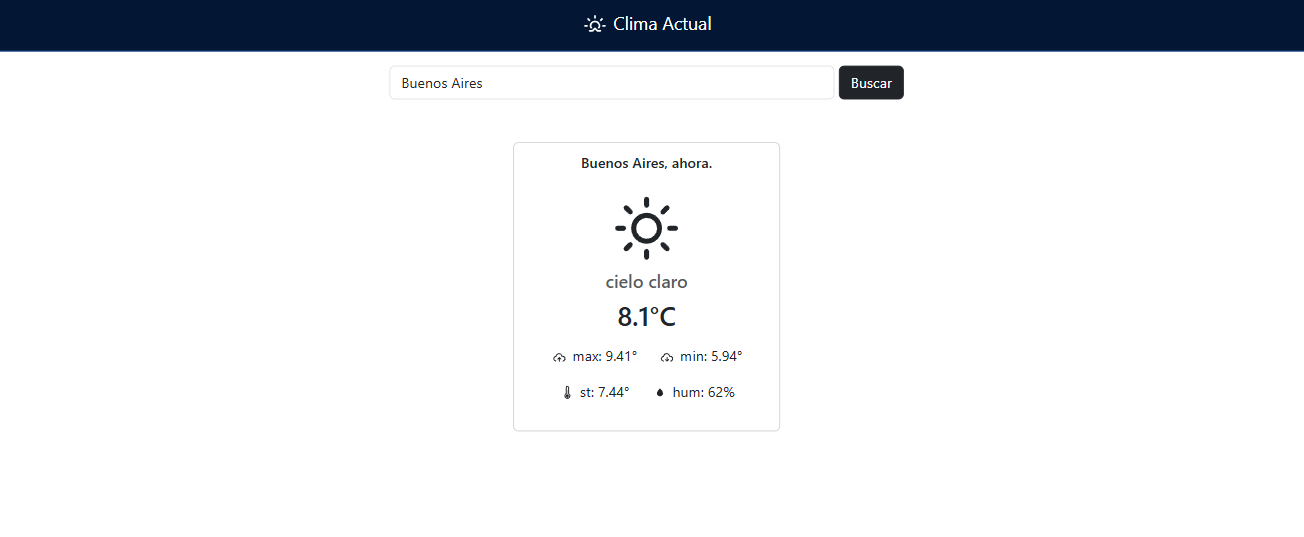 Clima Actual
Buenos Aires
Buscar
Buenos Aires, ahora.
cielo claro
8.1°C
max: 9.41° min: 5.94°
st: 7.44° hum: 62%